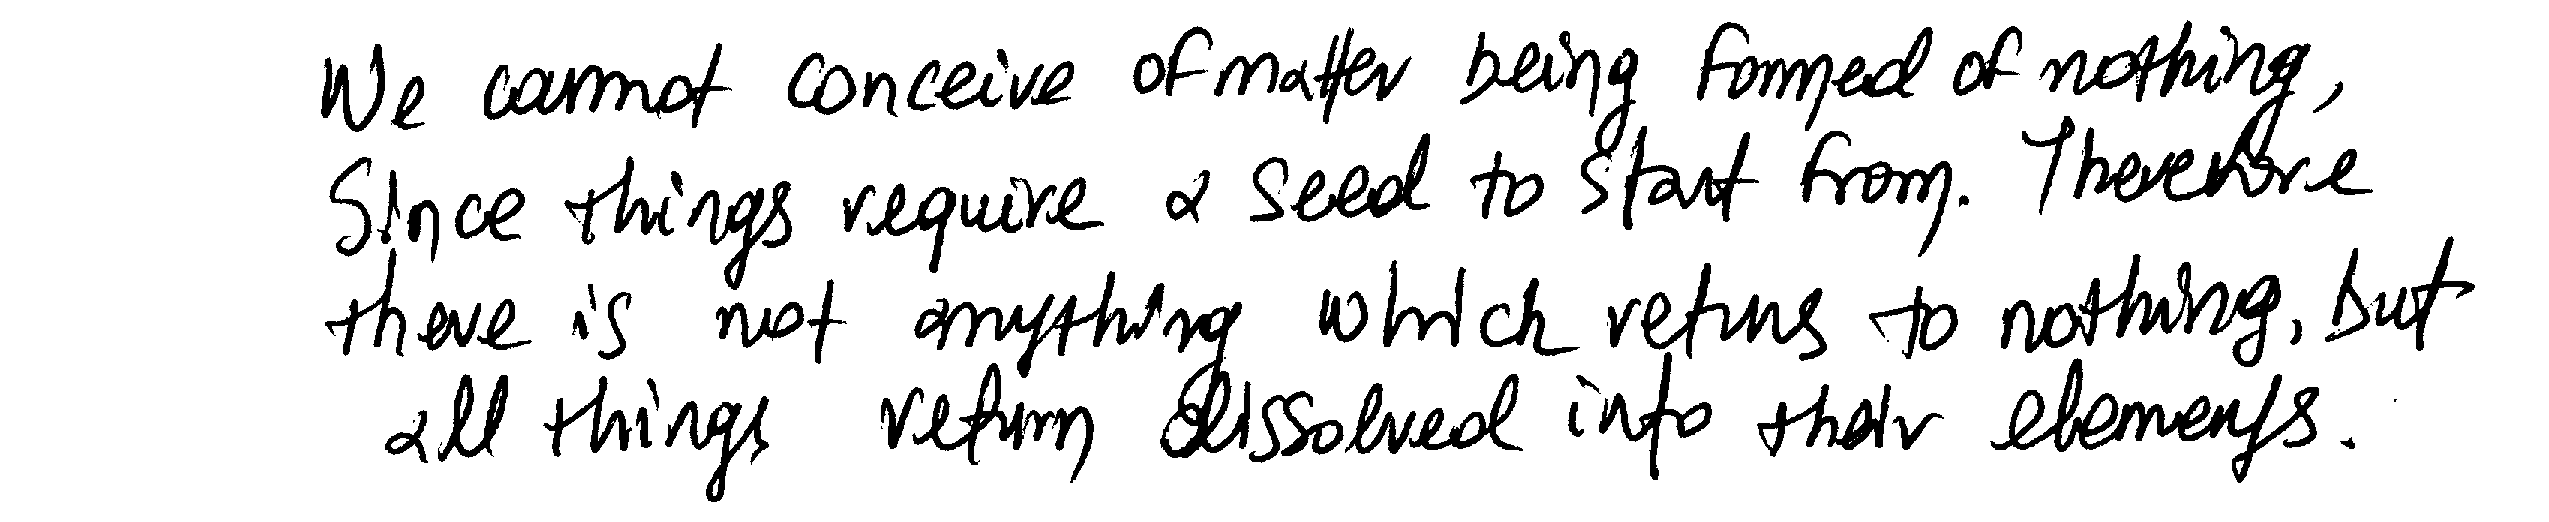 We cannot conceive of matter being formed of nothing,
Since things require a seed to start from. Therefore
there is not anything which returns to nothing, but
all things return dissolved into their elements.